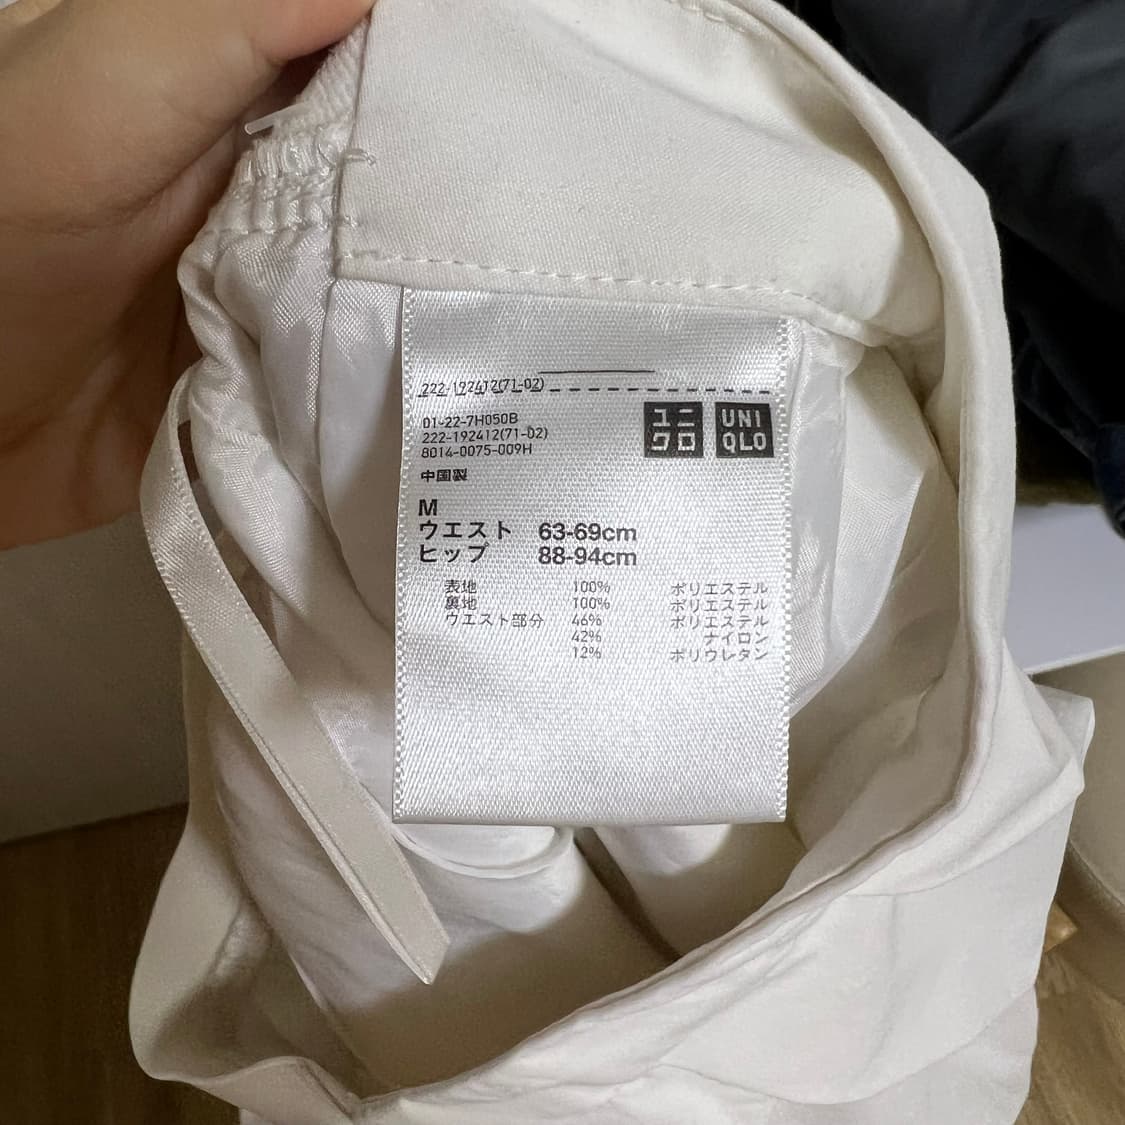 222-192412(71-02)
01-22-7H050B
222-192412(71-02)
8014-0075-009H
ユニ
クロ
UNI
QLO
中国製
M
ウエスト 63-69cm
ヒップ 88-94cm
表地 100% ポリエステル
裏地 100% ポリエステル
ウエスト部分 46% ポリエステル
42% ナイロン
12% ポリウレタン